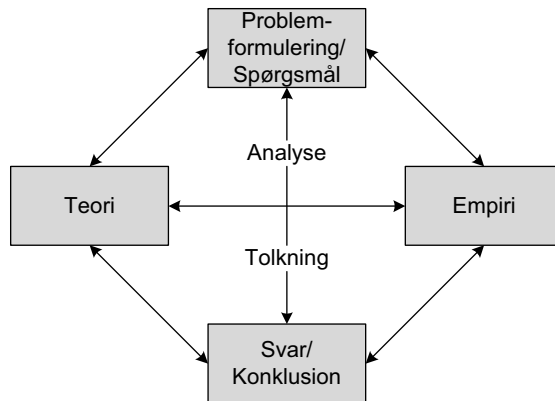 Problem-
formulering/
Spørgsmål
Analyse
Teori
Empiri
Tolkning
Svar/
Konklusion